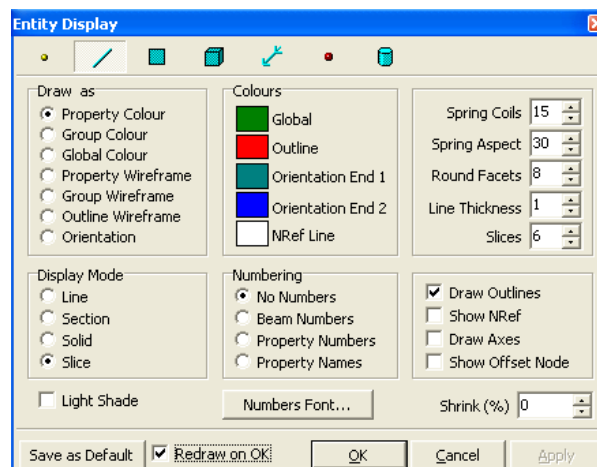 Entity Display
Draw as
Property Colour
Group Colour
Global Colour
Property Wireframe
Group Wireframe
Outline Wireframe
Orientation
Colours
Global
Outline
Orientation End 1
Orientation End 2
NRef Line
Spring Coils 15
Spring Aspect 30
Round Facets 8
Line Thickness 1
Slices 6
Display Mode
Line
Section
Solid
Slice
Numbering
No Numbers
Beam Numbers
Property Numbers
Property Names
Draw Outlines
Show NRef
Draw Axes
Show Offset Node
Light Shade
Numbers Font...
Shrink (%) 0
Save as Default
Redraw on OK
OK
Cancel
Apply